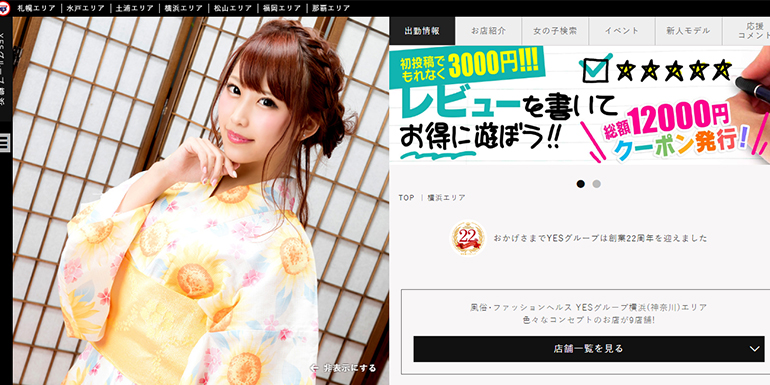 札幌エリア｜水戸エリア｜土浦エリア｜横浜エリア｜松山エリア｜福岡エリア｜那覇エリア
YESグループ横浜
出勤情報
お店紹介
女の子検索
イベント
新人モデル
応援
コメント
初投稿で
もれなく3000円!!!
レビューを書いて
お得に遊ぼう!!
総額12000円
クーポン発行!
TOP ｜横浜エリア
22
おかげさまでYESグループは創業22周年を迎えました
風俗・ファッションヘルス YESグループ横浜(神奈川)エリア
色々なコンセプトのお店が9店舗!
店舗一覧を見る
← 非表示にする